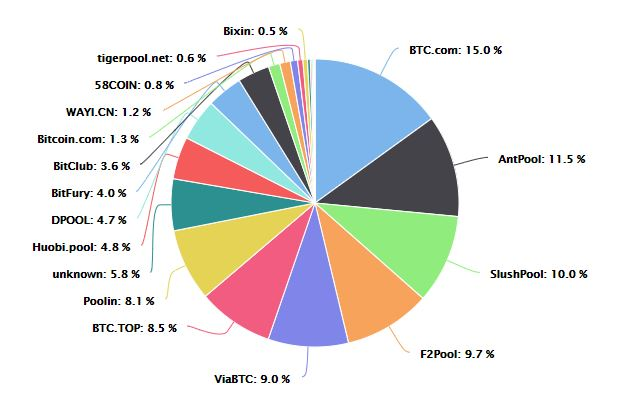 Bixin: 0.5 %
BTC.com: 15.0 %
tigerpool.net: 0.6 %
58COIN: 0.8 %
WAYI.CN: 1.2 %
Bitcoin.com: 1.3 %
AntPool: 11.5 %
BitClub: 3.6 %
BitFury: 4.0 %
DPOOL: 4.7 %
Huobi.pool: 4.8 %
unknown: 5.8 %
SlushPool: 10.0 %
Poolin: 8.1 %
BTC.TOP: 8.5 %
F2Pool: 9.7 %
ViaBTC: 9.0 %